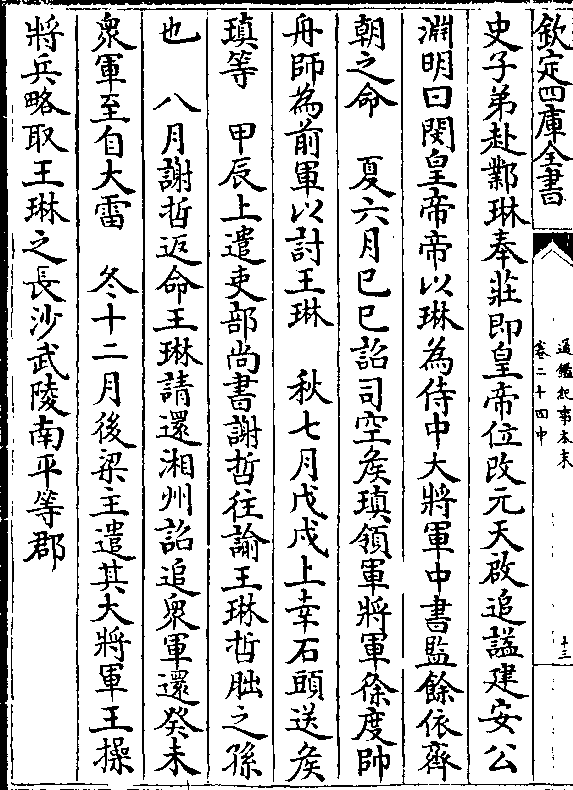 欽定四庫全書
通鑑紀事本末
卷二十四中
十三
史子弟赴鄴琳奉莊即皇帝位改元天啟追諡建安公
淵明曰閔皇帝帝以琳為侍中大將軍中書監餘依齊
朝之命 夏六月己巳詔司空矦瑱領軍將軍徐度帥
舟師為前軍以討王琳 秋七月戊戌上幸石頭送矦
瑱等 甲辰上遣吏部尚書謝哲往諭王琳哲朏之孫
也 八月謝哲返命王琳請還湘州詔追衆軍還癸未
衆軍至自大雷 冬十二月後梁主遣其大將軍王操
將兵略取王琳之長沙武陵南平等郡